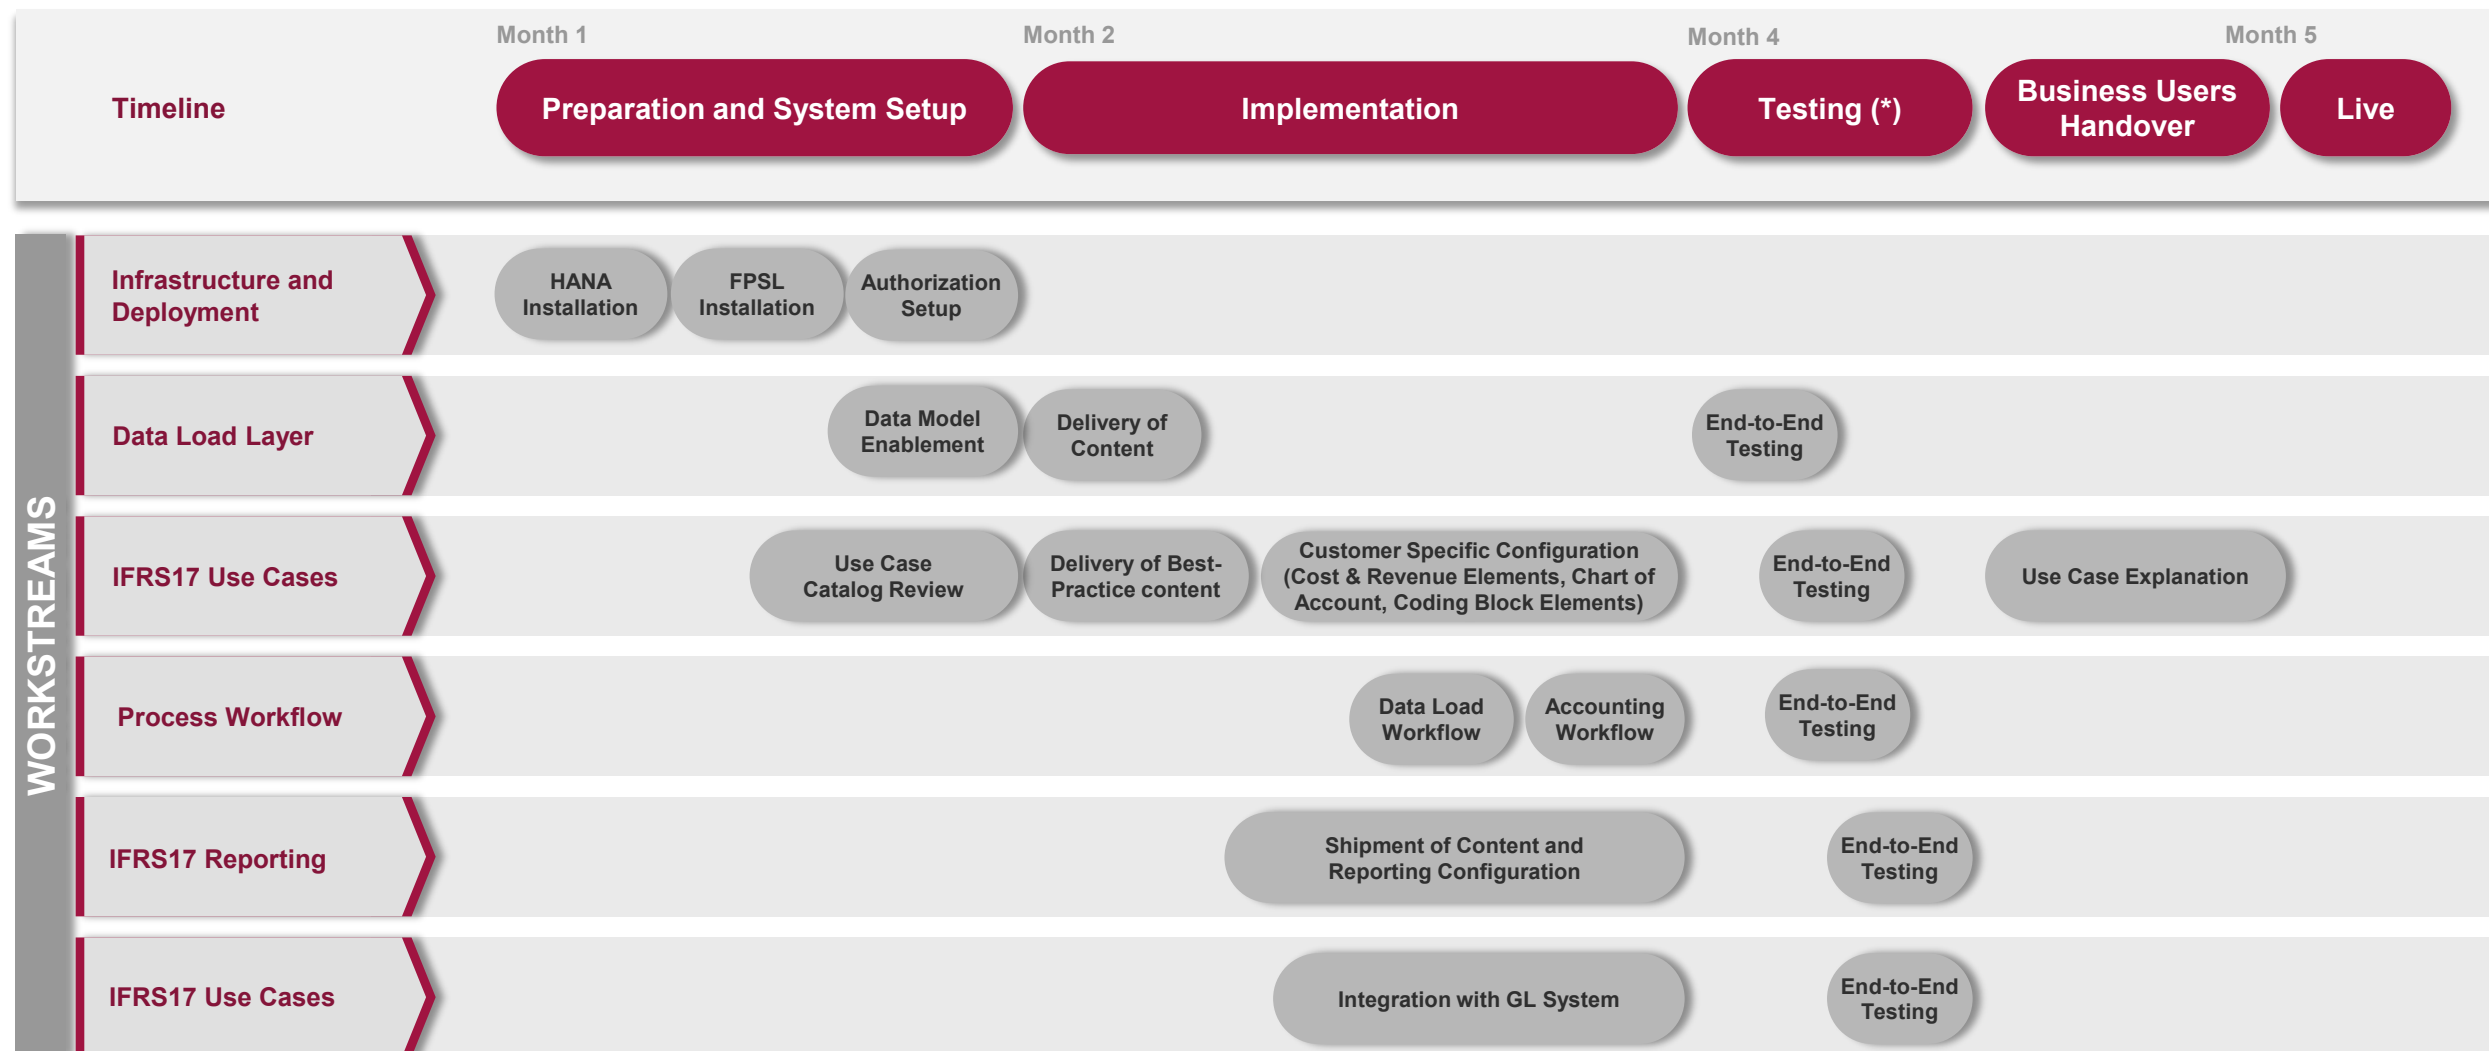 Month 1
Month 2
Month 4
Month 5
Timeline
Preparation and System Setup
Implementation
Testing (*)
Business Users
Handover
Live
WORKSTREAMS
Infrastructure and
Deployment
HANA
Installation
FPSL
Installation
Authorization
Setup
Data Load Layer
Data Model
Enablement
Delivery of
Content
End-to-End
Testing
IFRS17 Use Cases
Use Case
Catalog Review
Delivery of Best-
Practice content
Customer Specific Configuration
(Cost & Revenue Elements, Chart of
Account, Coding Block Elements)
End-to-End
Testing
Use Case Explanation
Process Workflow
Data Load
Workflow
Accounting
Workflow
End-to-End
Testing
IFRS17 Reporting
Shipment of Content and
Reporting Configuration
End-to-End
Testing
IFRS17 Use Cases
Integration with GL System
End-to-End
Testing